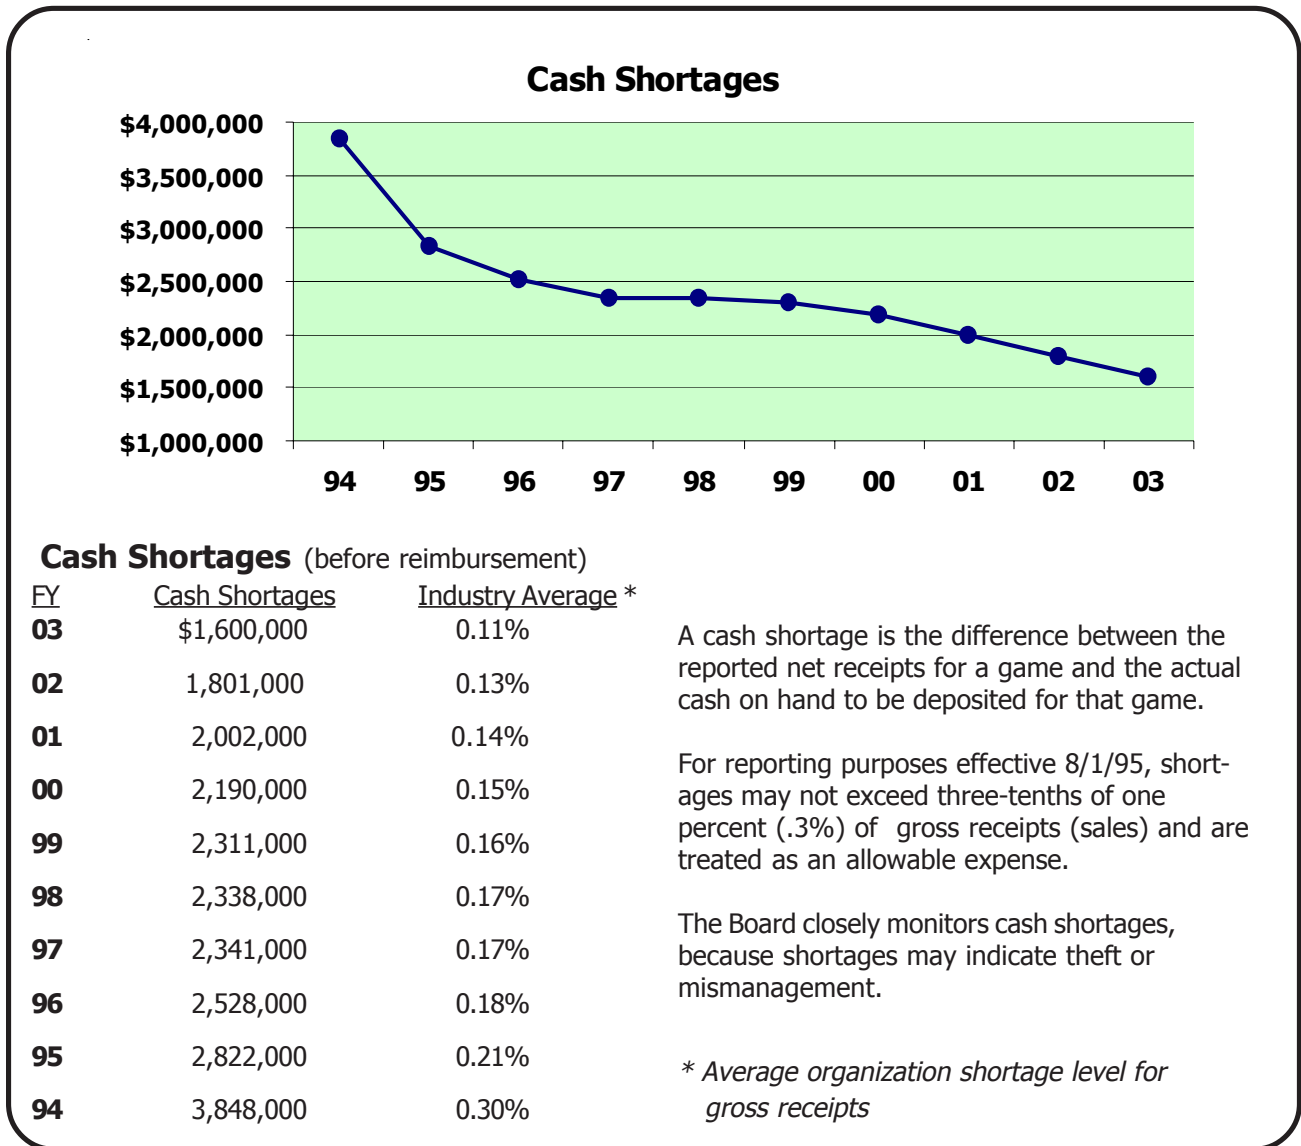 Cash Shortages
$4,000,000
$3,500,000
$3,000,000
$2,500,000
$2,000,000
$1,500,000
$1,000,000
94 95 96 97 98 99 00 01 02 03
Cash Shortages (before reimbursement)
FY Cash Shortages Industry Average *
03 $1,600,000 0.11%
02 1,801,000 0.13%
01 2,002,000 0.14%
00 2,190,000 0.15%
99 2,311,000 0.16%
98 2,338,000 0.17%
97 2,341,000 0.17%
96 2,528,000 0.18%
95 2,822,000 0.21%
94 3,848,000 0.30%
A cash shortage is the difference between the
reported net receipts for a game and the actual
cash on hand to be deposited for that game.
For reporting purposes effective 8/1/95, short-
ages may not exceed three-tenths of one
percent (.3%) of gross receipts (sales) and are
treated as an allowable expense.
The Board closely monitors cash shortages,
because shortages may indicate theft or
mismanagement.
* Average organization shortage level for
gross receipts